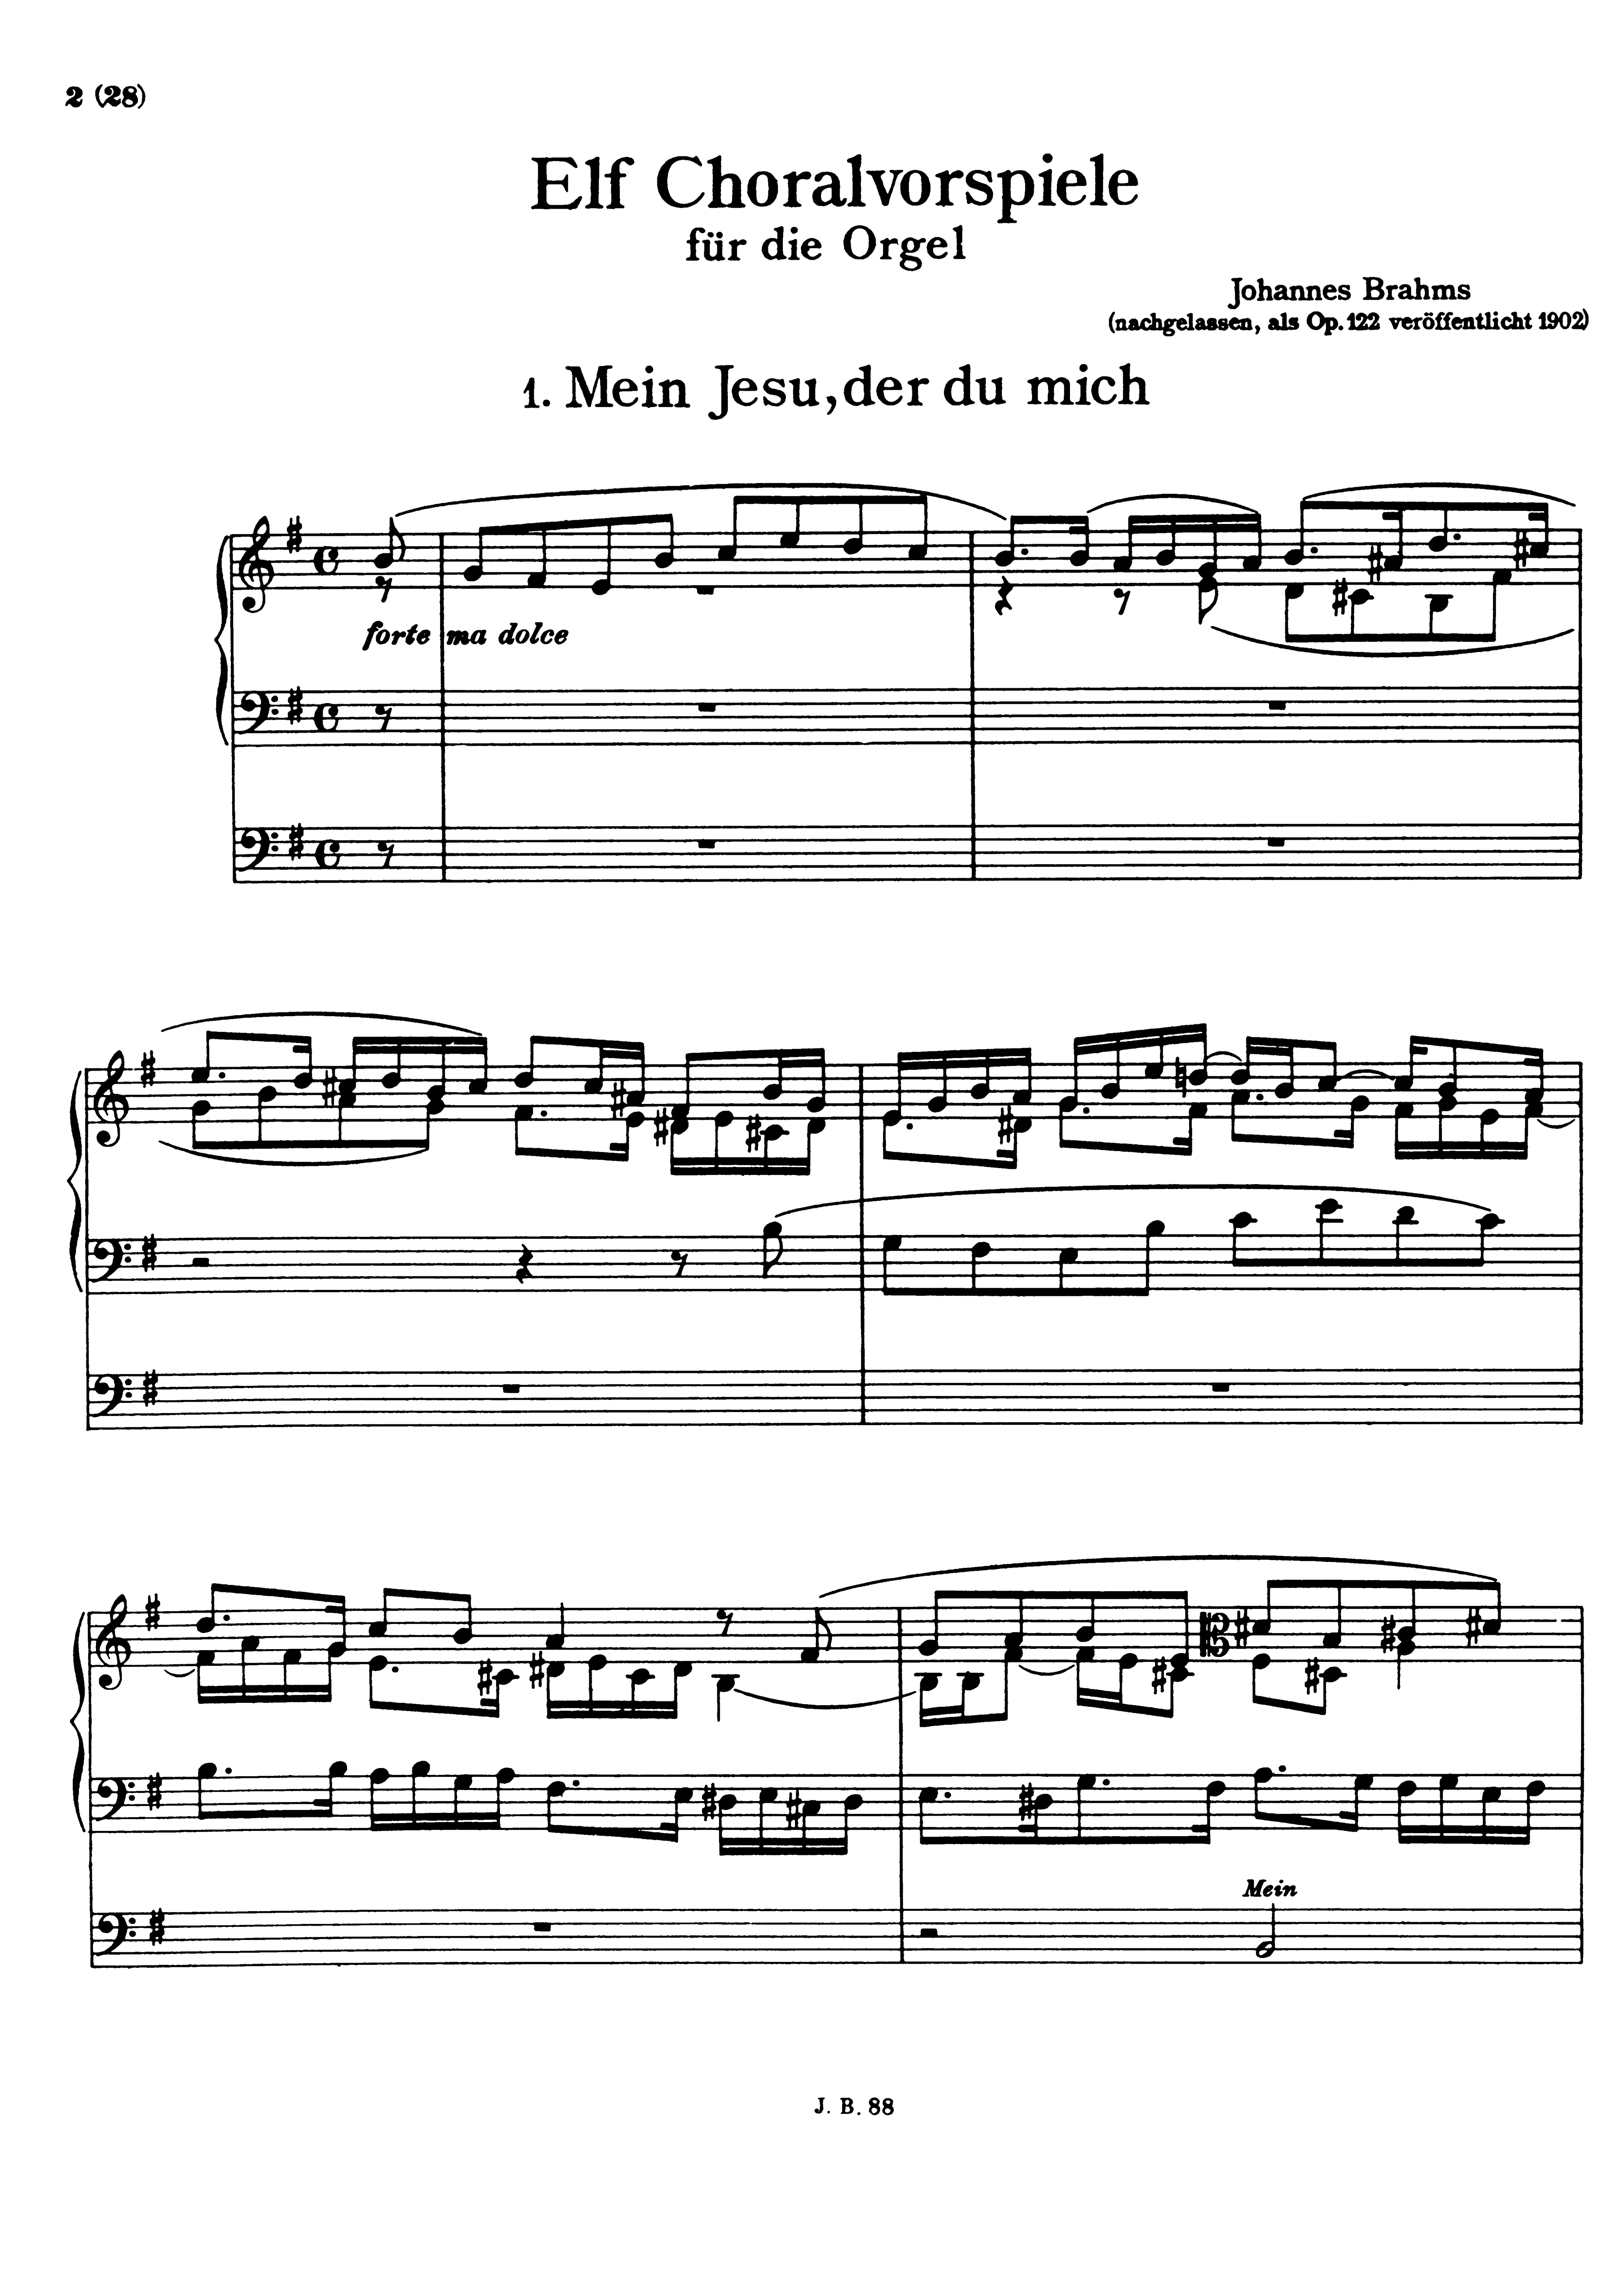 2 (28)
Elf Choralvorspiele
für die Orgel
Johannes Brahms
(nachgelassen, als Op. 122 veröffentlicht 1902)
1. Mein Jesu, der du mich
forte ma dolce
Mein
J. B. 88